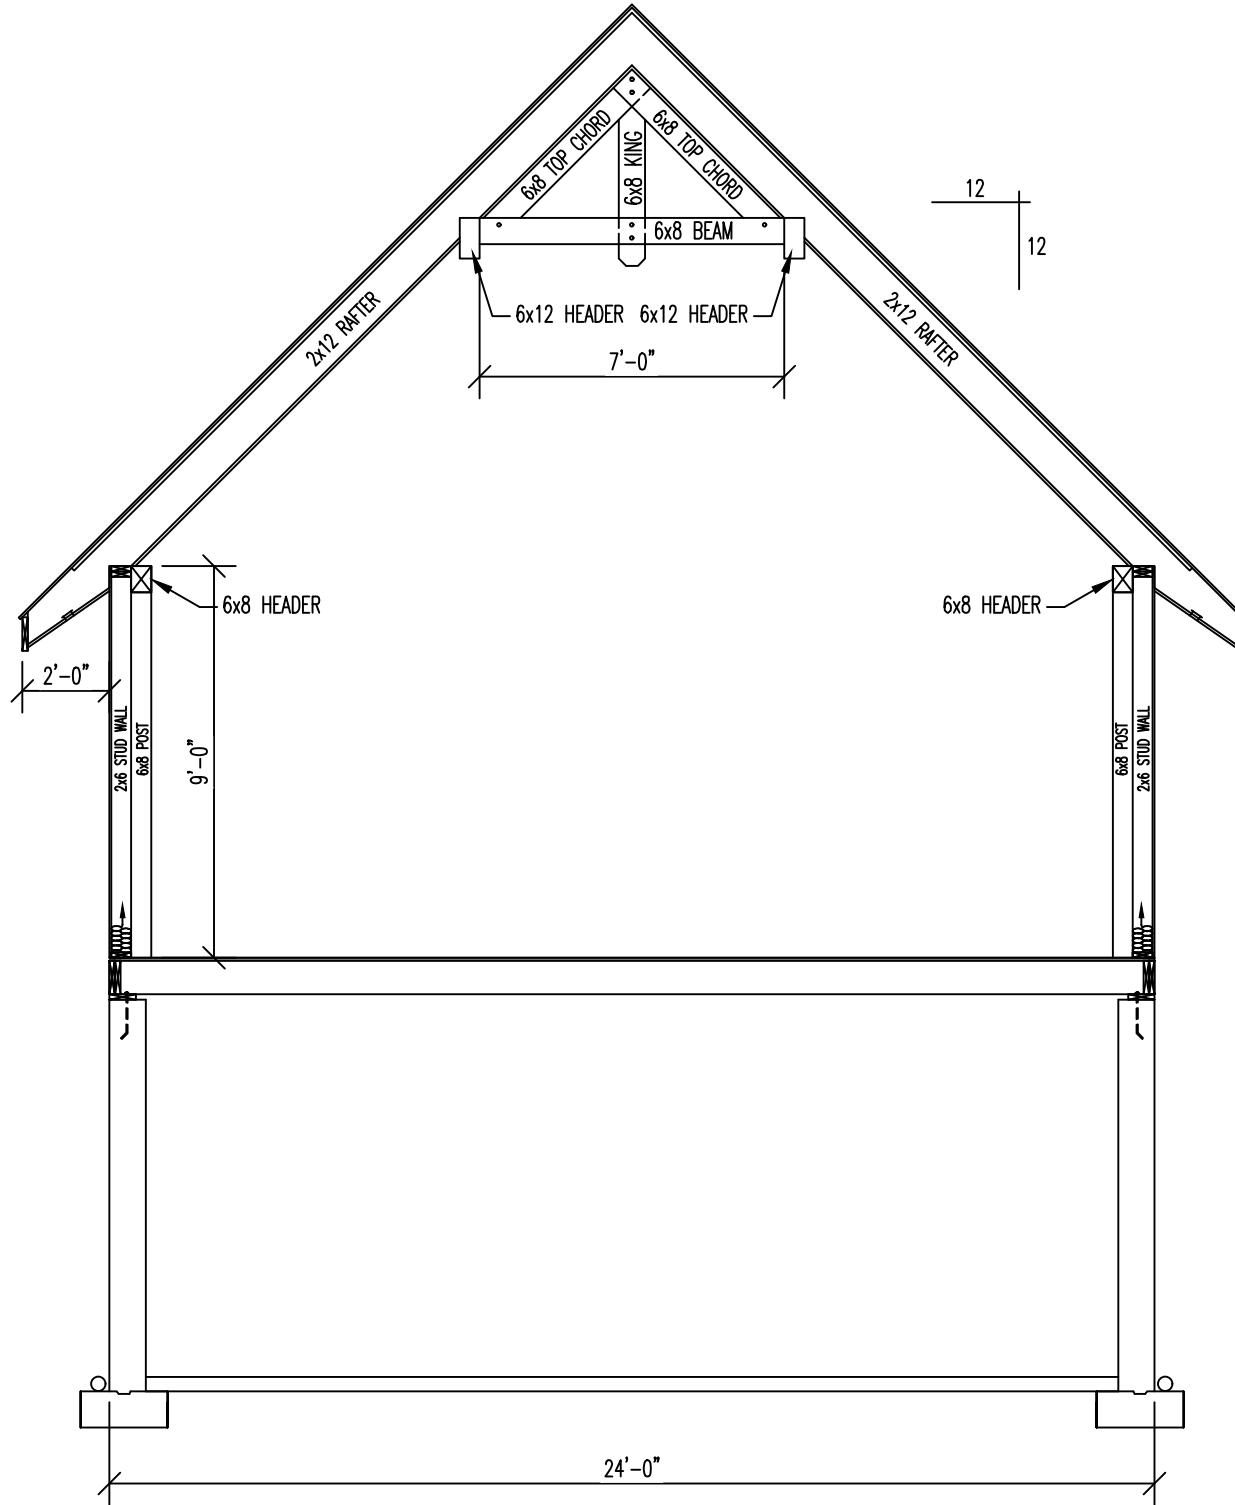 6x8 TOP CHORD
6x8 KING
6x8 TOP CHORD
6x8 BEAM
12
12
6x12 HEADER
6x12 HEADER
2x12 RAFTER
2x12 RAFTER
7'-0"
6x8 HEADER
6x8 HEADER
2'-0"
2x6 STUD WALL
6x8 POST
9'-0"
6x8 POST
2x6 STUD WALL
24'-0"